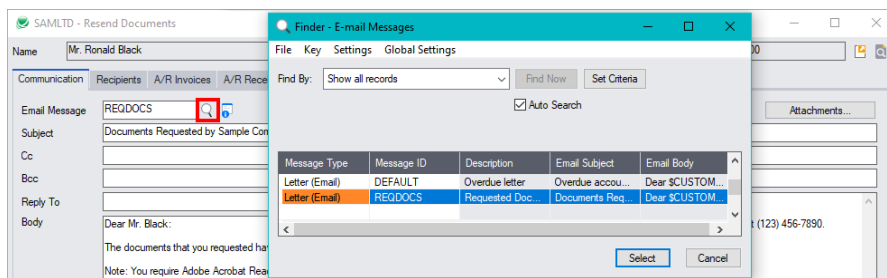 SAMLTD - Resend Documents
Name Mr. Ronald Black
Communication Recipients A/R Invoices A/R Rece
Email Message REQDOCS
Attachments...
Subject Documents Requested by Sample Con
Cc
Bcc
Reply To
Body Dear Mr. Black:
t (123) 456-7890.
The documents that you requested ha
Note: You require Adobe Acrobat Rea
Finder - E-mail Messages
File Key Settings Global Settings
Find By: Show all records Find Now Set Criteria
Auto Search
Message Type Message ID Description Email Subject Email Body
Letter (Email) DEFAULT Overdue letter Overdue accou... Dear $CUSTOM...
Letter (Email) REQDOCS Requested Doc... Documents Req... Dear $CUSTOM...
Select Cancel